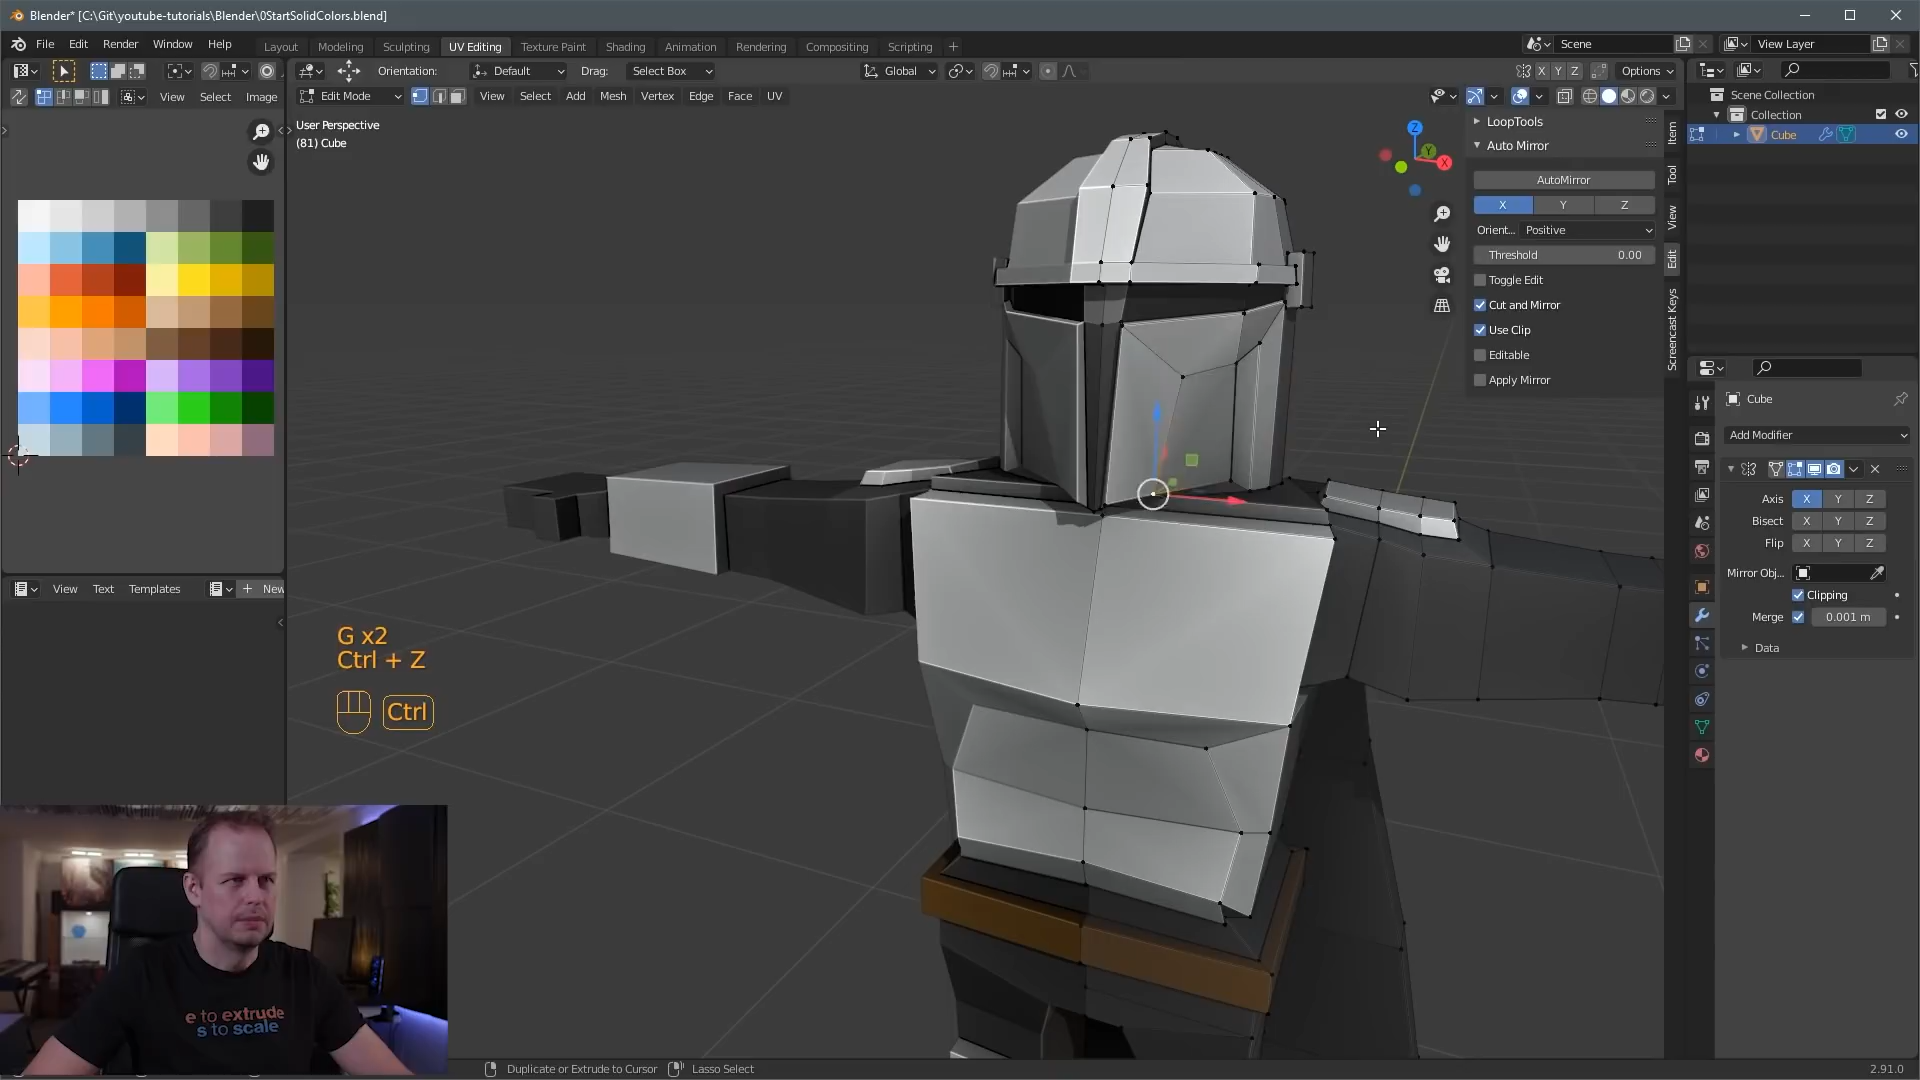 Blender* [C:\Git\youtube-tutorials\Blender\0StartSolidColors.blend]
File Edit Render Window Help
Layout Modeling Sculpting UV Editing Texture Paint Shading Animation Rendering Compositing Scripting +
Scene
View Layer
Orientation: Default Drag: Select Box
Global
X Y Z Options
View Select Image
Edit Mode View Select Add Mesh Vertex Edge Face UV
User Perspective
(81) Cube
Z
Y
X
LoopTools
Auto Mirror
AutoMirror
X Y Z
Orient... Positive
Threshold 0.00
Toggle Edit
Cut and Mirror
Use Clip
Editable
Apply Mirror
Item
Tool
View
Edit
Screencast Keys
Scene Collection
Collection
Cube
Cube
Add Modifier
Axis X Y Z
Bisect X Y Z
Flip X Y Z
Mirror Obj...
Clipping
Merge 0.001 m
Data
View Text Templates + New
G x2
Ctrl + Z
Ctrl
e to extrude
s to scale
Duplicate or Extrude to Cursor Lasso Select
2.91.0